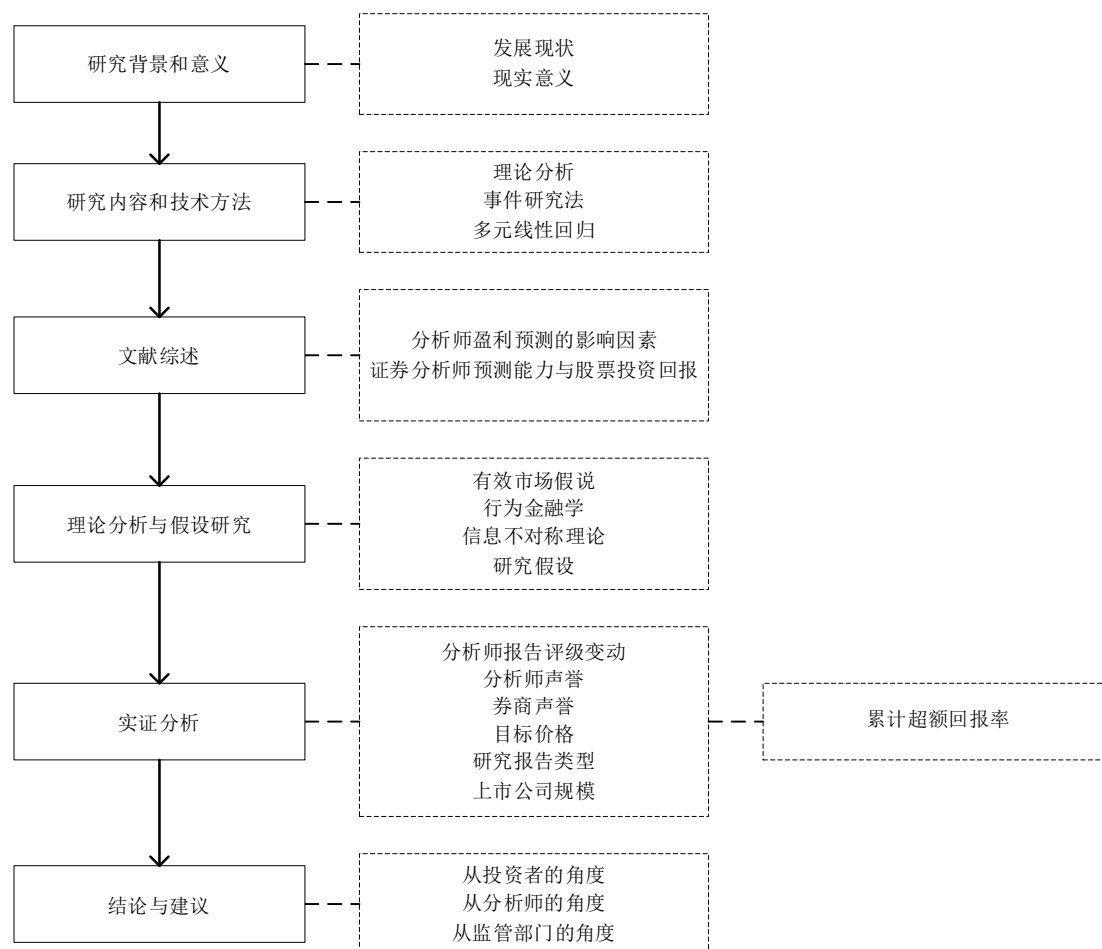 研究背景和意义
发展现状
现实意义
研究内容和技术方法
理论分析
事件研究法
多元线性回归
文献综述
分析师盈利预测的影响因素
证券分析师预测能力与股票投资回报
理论分析与假设研究
有效市场假说
行为金融学
信息不对称理论
研究假设
实证分析
分析师报告评级变动
分析师声誉
券商声誉
目标价格
研究报告类型
上市公司规模
累计超额回报率
结论与建议
从投资者的角度
从分析师的角度
从监管部门的角度